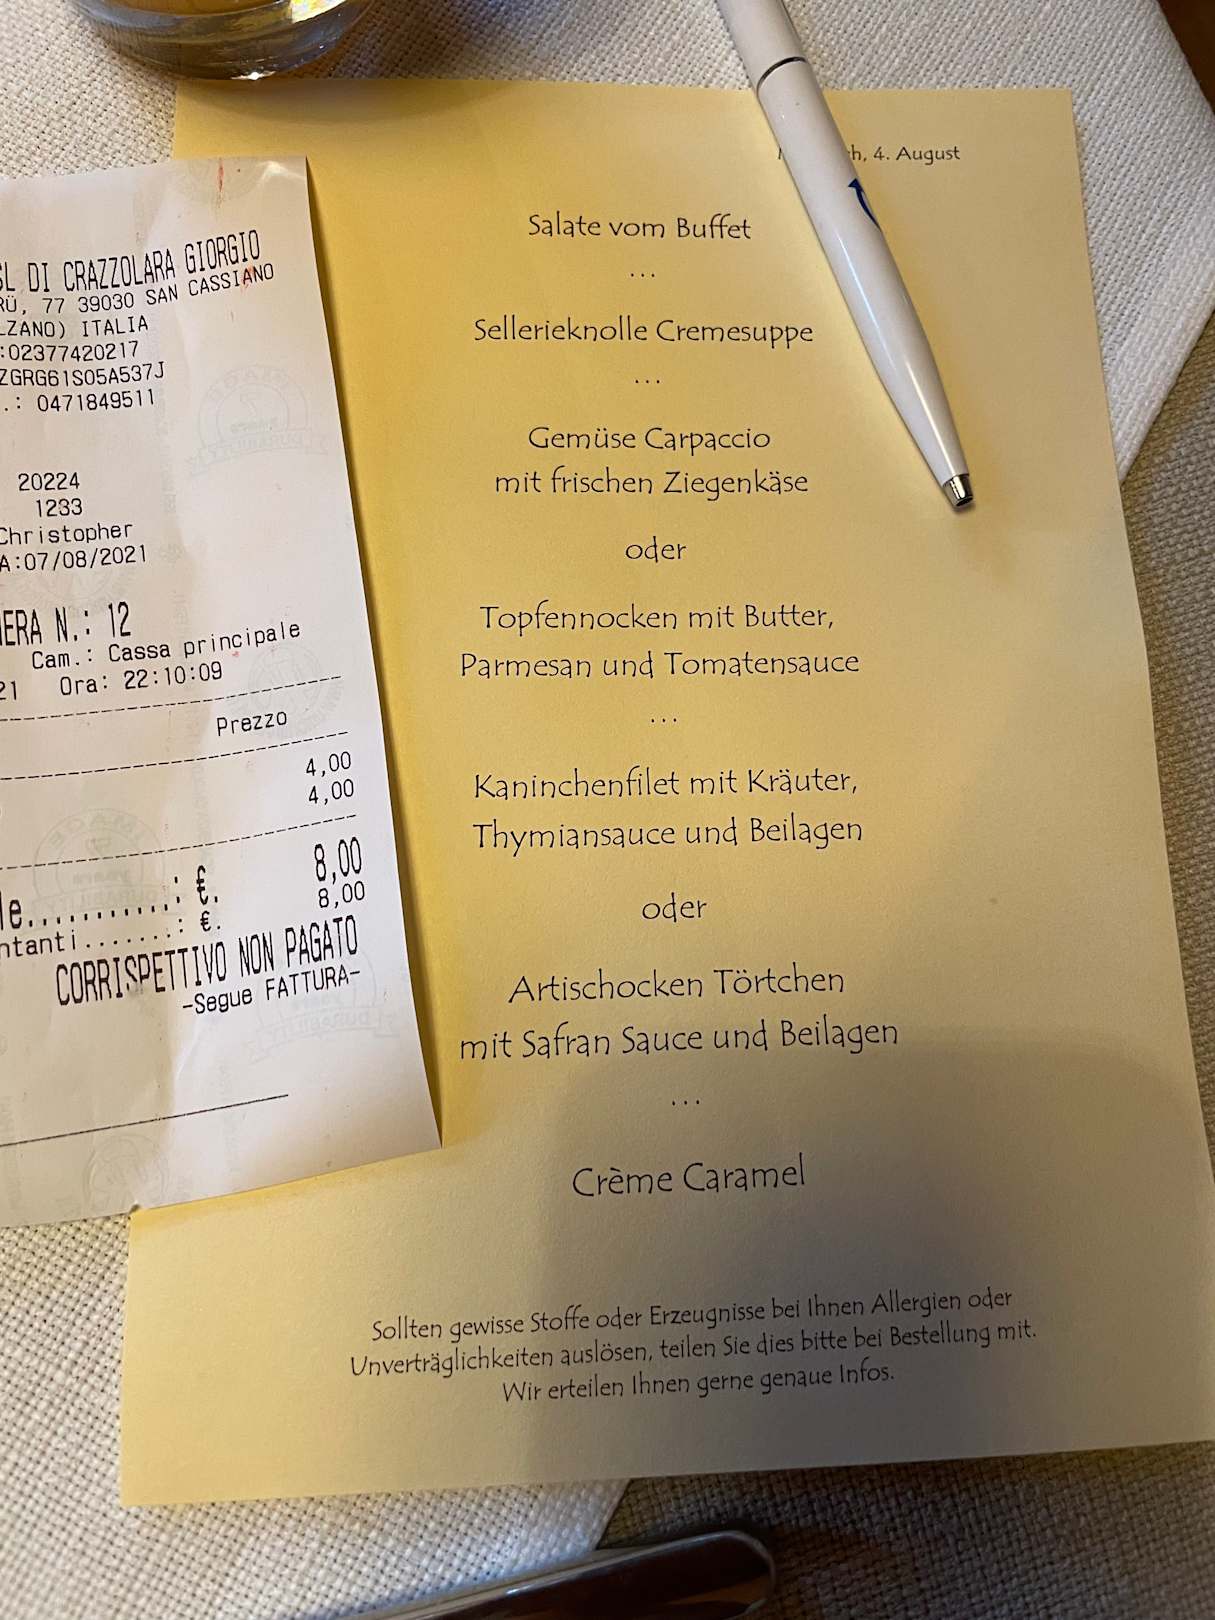 SL DI CRAZZOLARA GIORGIO
RÜ, 77 39030 SAN CASSIANO
LZANO) ITALIA
:02377420217
ZGRG61S05A537J
.: 0471849511
20224
1233
Christopher
A:07/08/2021
ERA N.: 12
Cam.: Cassa principale
21 Ora: 22:10:09
Prezzo
4,00
4,00
le...........: €. 8,00
ntanti.......: €. 8,00
CORRISPETTIVO NON PAGATO
-Segue FATTURA-
h, 4. August
Salate vom Buffet
...
Sellerieknolle Cremesuppe
...
Gemüse Carpaccio
mit frischen Ziegenkäse
oder
Topfennocken mit Butter,
Parmesan und Tomatensauce
...
Kaninchenfilet mit Kräuter,
Thymiansauce und Beilagen
oder
Artischocken Törtchen
mit Safran Sauce und Beilagen
...
Crème Caramel
Sollten gewisse Stoffe oder Erzeugnisse bei Ihnen Allergien oder
Unverträglichkeiten auslösen, teilen Sie dies bitte bei Bestellung mit.
Wir erteilen Ihnen gerne genaue Infos.